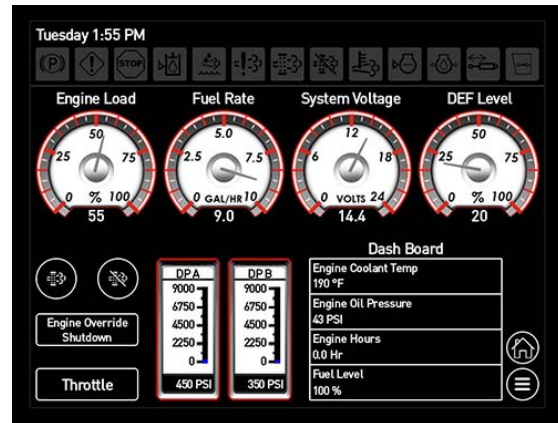 Tuesday 1:55 PM
(P)
STOP
Engine Load
Fuel Rate
System Voltage
DEF Level
50
25
75
0
%
100
55
5.0
2.5
7.5
0
GAL/HR
10
9.0
12
6
18
0
VOLTS
24
14.4
50
25
75
0
%
100
20
Engine Override
Shutdown
Throttle
DP A
9000
6750
4500
2250
0
450 PSI
DP B
9000
6750
4500
2250
0
350 PSI
Dash Board
Engine Coolant Temp
190 °F
Engine Oil Pressure
43 PSI
Engine Hours
0.0 Hr
Fuel Level
100 %